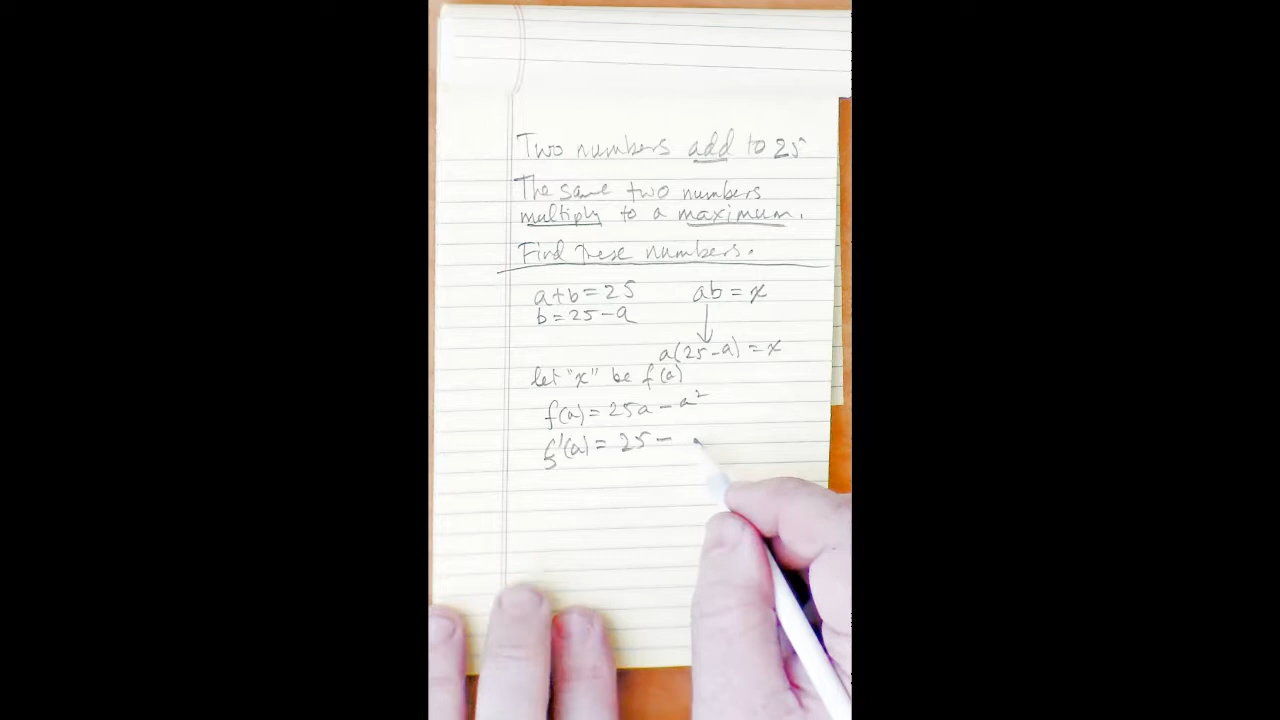 Two numbers add to 25
The same two numbers
multiply to a maximum.
Find these numbers.
a+b=25 ab=x
b=25-a
a(25-a)=x
let "x" be f(a)
f(a)=25a-a²
f'(a)=25-